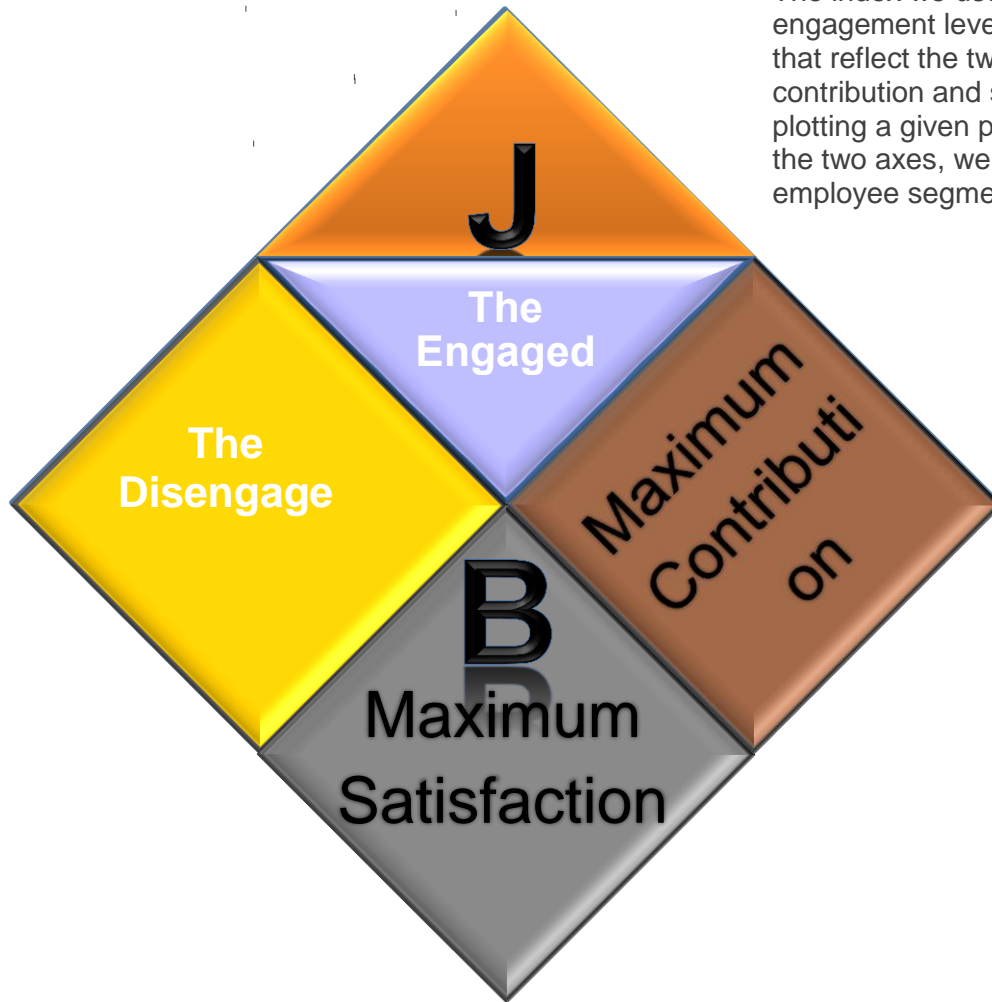 engagement leve
that reflect the tw
contribution and s
plotting a given p
the two axes, we
employee segme
J
The
Engaged
The
Disengage
Maximum
Contributi
on
B
Maximum
Satisfaction